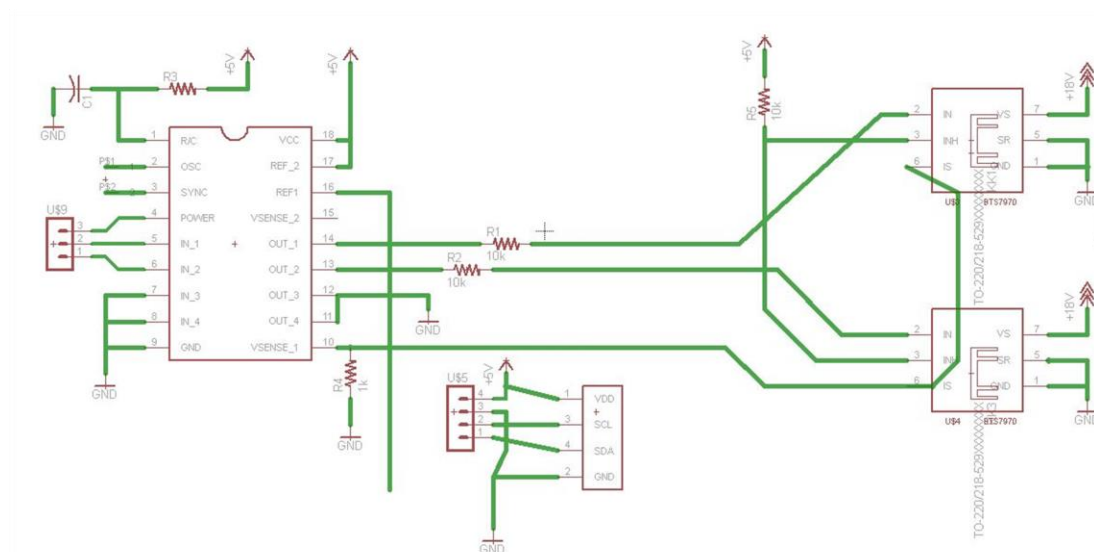 +5V
R3
C1
GND
+5V
1 R/C
2 OSC
3 SYNC
4 POWER
5 IN_1
6 IN_2
7 IN_3
8 IN_4
9 GND
VCC 18
REF_2 17
REF1 16
VSENSE_2 15
OUT_1 14
OUT_2 13
OUT_3 12
OUT_4 11
VSENSE_1 10
P$1
P$2
U$9
3
2
1
GND
R1
10k
R2
10k
GND
R4
1k
GND
+5V
U$5
4
3
2
1
1 VDD
3 SCL
4 SDA
2 GND
GND
+5V
R5
10k
2 IN
3 INH
6 IS
VS 7
SR 5
GND 1
BTS7970
TO-220/218-529
+18V
GND
2 IN
6 IS
VS 7
SR 5
GND 1
U$4
BTS7970
TO-220/218-529
+18V
GND